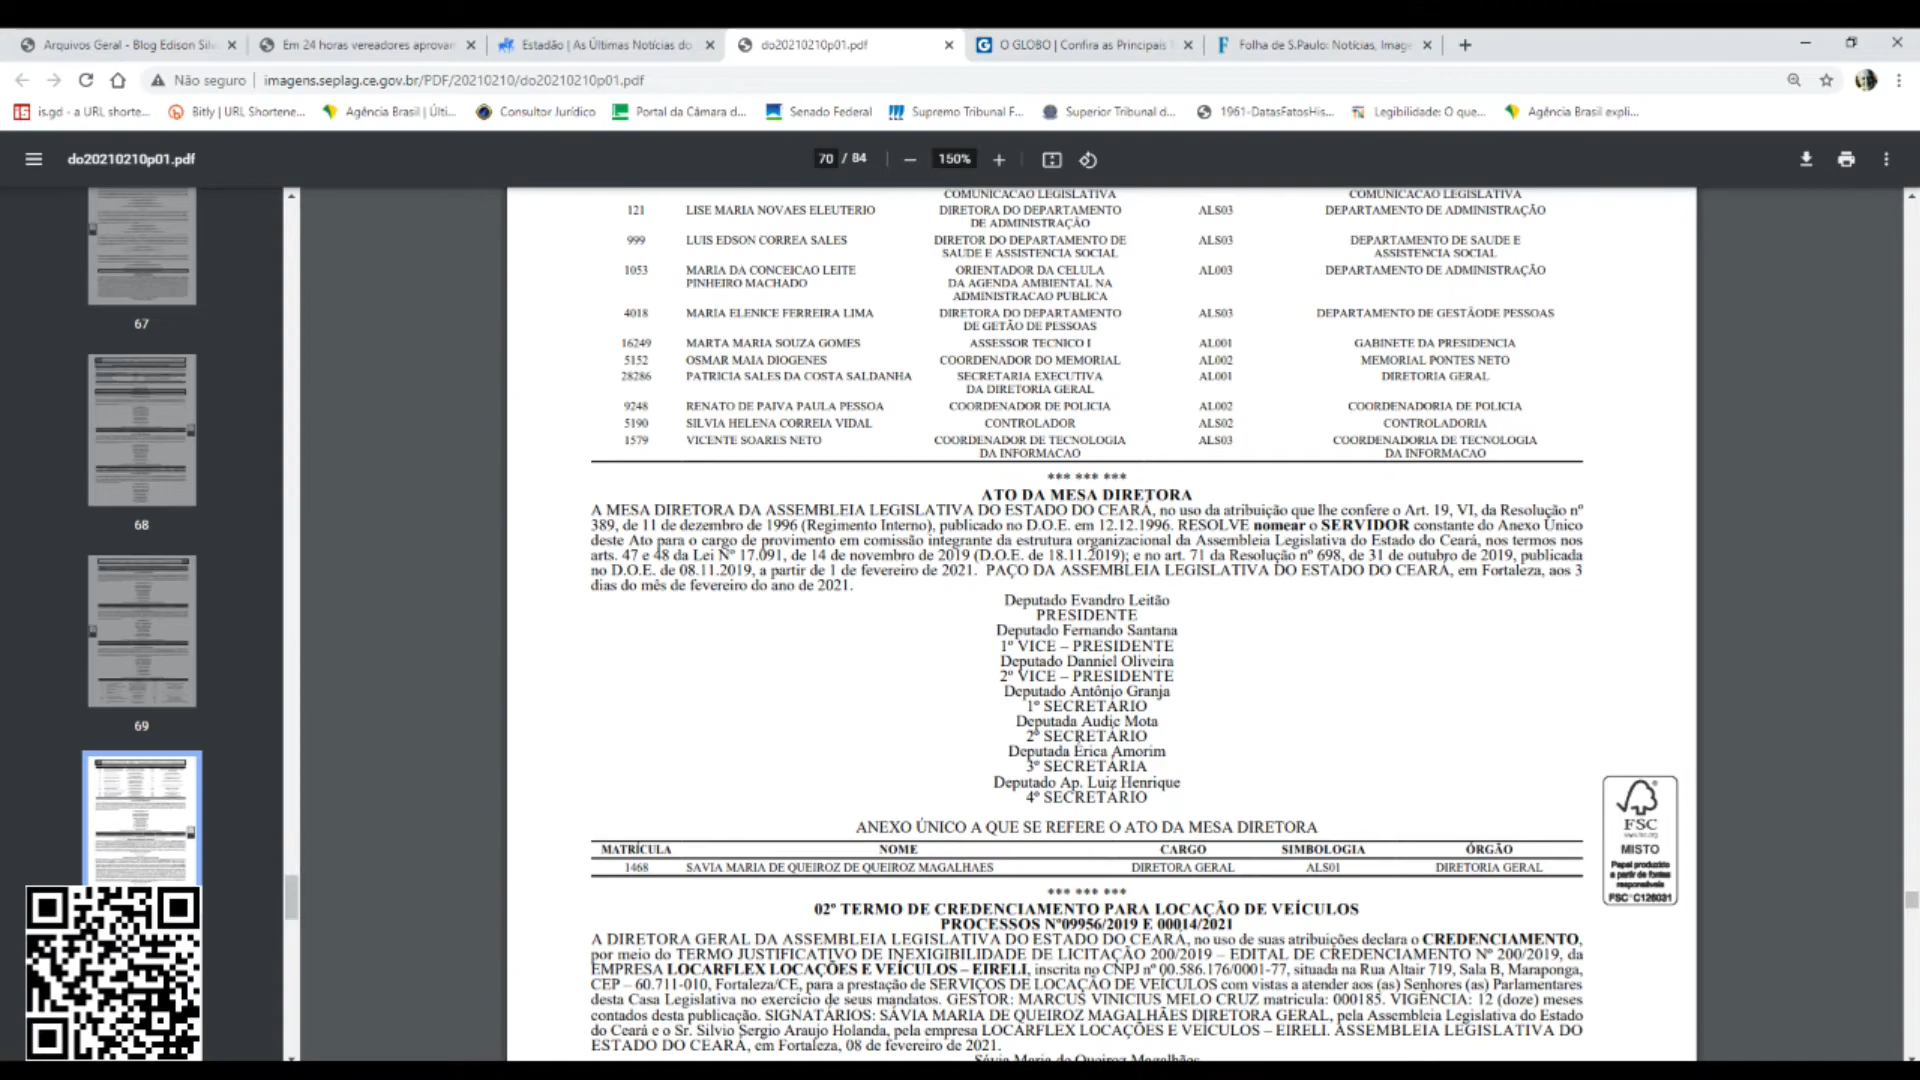 Arquivos Geral - Blog Edison Silv
Em 24 horas vereadores aprovar
Estadão | As Últimas Notícias do
do20210210p01.pdf
O GLOBO | Confira as Principais
Folha de S.Paulo: Notícias, Image
Não seguro | imagens.seplag.ce.gov.br/PDF/20210210/do20210210p01.pdf
is.gd - a URL shorte...
Bitly | URL Shortene...
Agência Brasil | Últi...
Consultor Jurídico
Portal da Câmara d...
Senado Federal
Supremo Tribunal F...
Superior Tribunal d...
1961-DatasFatosHis...
Legibilidade: O que...
Agência Brasil expli...
do20210210p01.pdf
70 / 84
150%
67
68
69
COMUNICACAO LEGISLATIVA COMUNICACAO LEGISLATIVA
121 LISE MARIA NOVAES ELEUTERIO DIRETORA DO DEPARTAMENTO ALS03 DEPARTAMENTO DE ADMINISTRAÇÃO
DE ADMINISTRAÇÃO
999 LUIS EDSON CORREA SALES DIRETOR DO DEPARTAMENTO DE ALS03 DEPARTAMENTO DE SAUDE E
SAUDE E ASSISTENCIA SOCIAL ASSISTENCIA SOCIAL
1053 MARIA DA CONCEICAO LEITE ORIENTADOR DA CELULA AL003 DEPARTAMENTO DE ADMINISTRAÇÃO
PINHEIRO MACHADO DA AGENDA AMBIENTAL NA
ADMINISTRACAO PUBLICA
4018 MARIA ELENICE FERREIRA LIMA DIRETORA DO DEPARTAMENTO ALS03 DEPARTAMENTO DE GESTÃODE PESSOAS
DE GETÃO DE PESSOAS
16249 MARTA MARIA SOUZA GOMES ASSESSOR TECNICO I AL001 GABINETE DA PRESIDENCIA
5152 OSMAR MAIA DIOGENES COORDENADOR DO MEMORIAL AL002 MEMORIAL PONTES NETO
28286 PATRICIA SALES DA COSTA SALDANHA SECRETARIA EXECUTIVA AL001 DIRETORIA GERAL
DA DIRETORIA GERAL
9248 RENATO DE PAIVA PAULA PESSOA COORDENADOR DE POLICIA AL002 COORDENADORIA DE POLICIA
5190 SILVIA HELENA CORREIA VIDAL CONTROLADOR ALS02 CONTROLADORIA
1579 VICENTE SOARES NETO COORDENADOR DE TECNOLOGIA ALS03 COORDENADORIA DE TECNOLOGIA
DA INFORMACAO DA INFORMACAO
*** *** ***
ATO DA MESA DIRETORA
A MESA DIRETORA DA ASSEMBLEIA LEGISLATIVA DO ESTADO DO CEARÁ, no uso da atribuição que lhe confere o Art. 19, VI, da Resolução nº
389, de 11 de dezembro de 1996 (Regimento Interno), publicado no D.O.E. em 12.12.1996. RESOLVE nomear o SERVIDOR constante do Anexo Único
deste Ato para o cargo de provimento em comissão integrante da estrutura organizacional da Assembleia Legislativa do Estado do Ceará, nos termos nos
arts. 47 e 48 da Lei Nº 17.091, de 14 de novembro de 2019 (D.O.E. de 18.11.2019); e no art. 71 da Resolução nº 698, de 31 de outubro de 2019, publicada
no D.O.E. de 08.11.2019, a partir de 1 de fevereiro de 2021. PAÇO DA ASSEMBLEIA LEGISLATIVA DO ESTADO DO CEARÁ, em Fortaleza, aos 3
dias do mês de fevereiro do ano de 2021.
Deputado Evandro Leitão
PRESIDENTE
Deputado Fernando Santana
1º VICE – PRESIDENTE
Deputado Danniel Oliveira
2º VICE – PRESIDENTE
Deputado Antônio Granja
1º SECRETÁRIO
Deputada Audic Mota
2º SECRETÁRIO
Deputada Érica Amorim
3º SECRETÁRIA
Deputado Ap. Luiz Henrique
4º SECRETÁRIO
ANEXO ÚNICO A QUE SE REFERE O ATO DA MESA DIRETORA
MATRÍCULA NOME CARGO SIMBOLOGIA ÓRGÃO
1468 SAVIA MARIA DE QUEIROZ DE QUEIROZ MAGALHAES DIRETORA GERAL ALS01 DIRETORIA GERAL
*** *** ***
02º TERMO DE CREDENCIAMENTO PARA LOCAÇÃO DE VEÍCULOS
PROCESSOS Nº09956/2019 E 00014/2021
A DIRETORA GERAL DA ASSEMBLEIA LEGISLATIVA DO ESTADO DO CEARÁ, no uso de suas atribuições declara o CREDENCIAMENTO,
por meio do TERMO JUSTIFICATIVO DE INEXIGIBILIDADE DE LICITAÇÃO 200/2019 – EDITAL DE CREDENCIAMENTO Nº 200/2019, da
EMPRESA LOCARFLEX LOCAÇÕES E VEÍCULOS – EIRELI, inscrita no CNPJ nº 00.586.176/0001-77, situada na Rua Altair 719, Sala B, Maraponga,
CEP – 60.711-010, Fortaleza/CE, para a prestação de SERVIÇOS DE LOCAÇÃO DE VEÍCULOS com vistas a atender aos (as) Senhores (as) Parlamentares
desta Casa Legislativa no exercício de seus mandatos. GESTOR: MARCUS VINICIUS MELO CRUZ matricula: 000185. VIGÊNCIA: 12 (doze) meses
contados desta publicação. SIGNATÁRIOS: SÁVIA MARIA DE QUEIROZ MAGALHÃES DIRETORA GERAL, pela Assembleia Legislativa do Estado
do Ceará e o Sr. Silvio Sergio Araujo Holanda, pela empresa LOCARFLEX LOCAÇÕES E VEÍCULOS – EIRELI. ASSEMBLEIA LEGISLATIVA DO
ESTADO DO CEARÁ, em Fortaleza, 08 de fevereiro de 2021.
Sávia Maria de Queiroz Magalhães
FSC
www.fsc.org
MISTO
Papel produzido
a partir de fontes
responsáveis
FSC® C126031